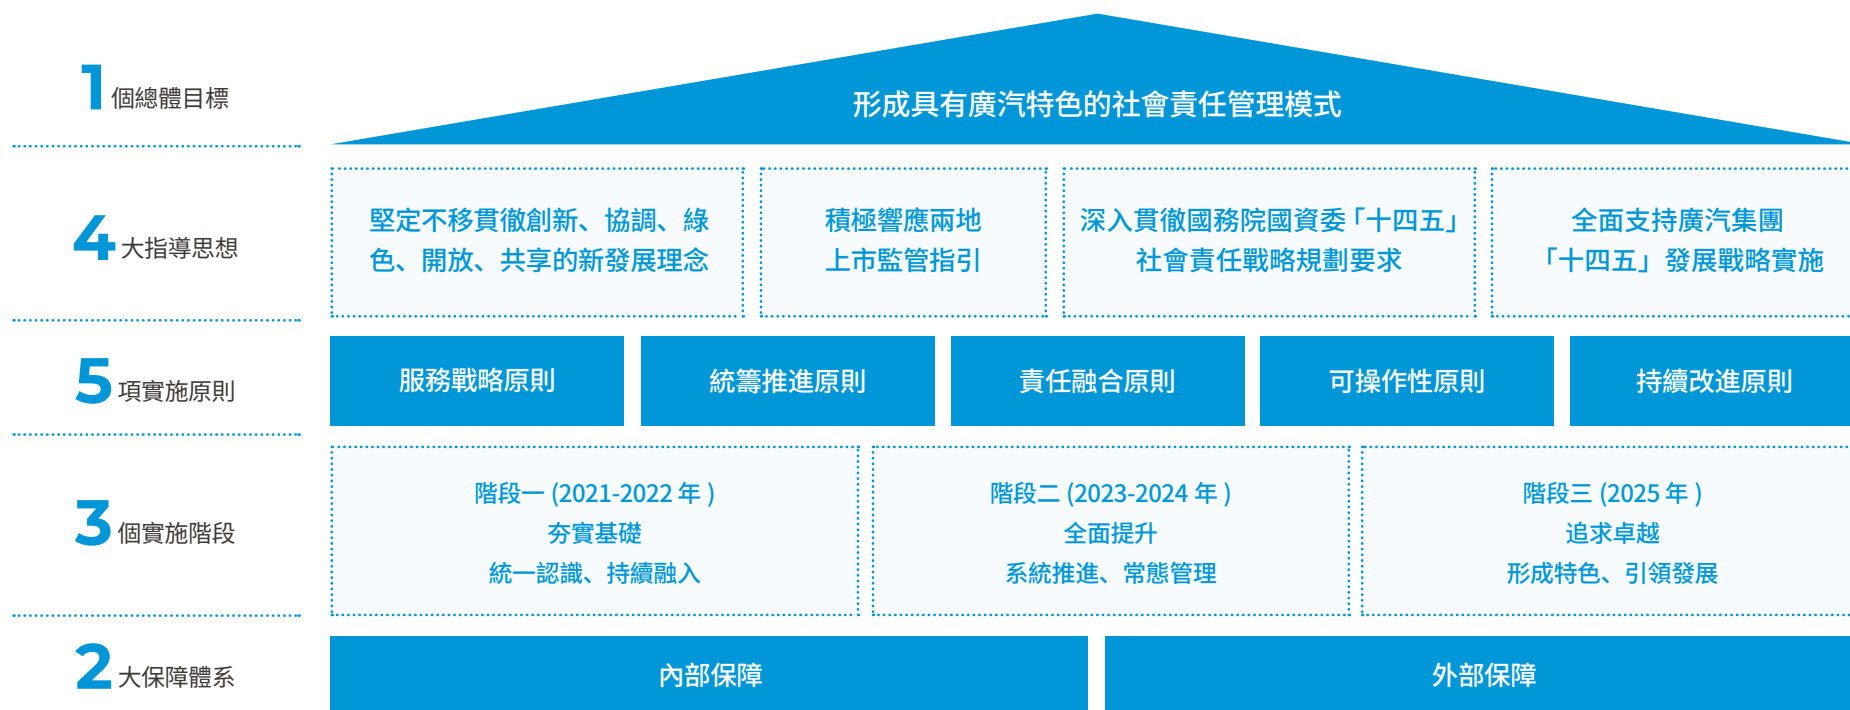 1個總體目標
形成具有廣汽特色的社會責任管理模式
4大指導思想
堅定不移貫徹創新、協調、綠
色、開放、共享的新發展理念
積極響應兩地
上市監管指引
深入貫徹國務院國資委「十四五」
社會責任戰略規劃要求
全面支持廣汽集團
「十四五」發展戰略實施
5項實施原則
服務戰略原則
統籌推進原則
責任融合原則
可操作性原則
持續改進原則
3個實施階段
階段一 (2021-2022 年 )
夯實基礎
統一認識、持續融入
階段二 (2023-2024 年 )
全面提升
系統推進、常態管理
階段三 (2025 年 )
追求卓越
形成特色、引領發展
2大保障體系
內部保障
外部保障